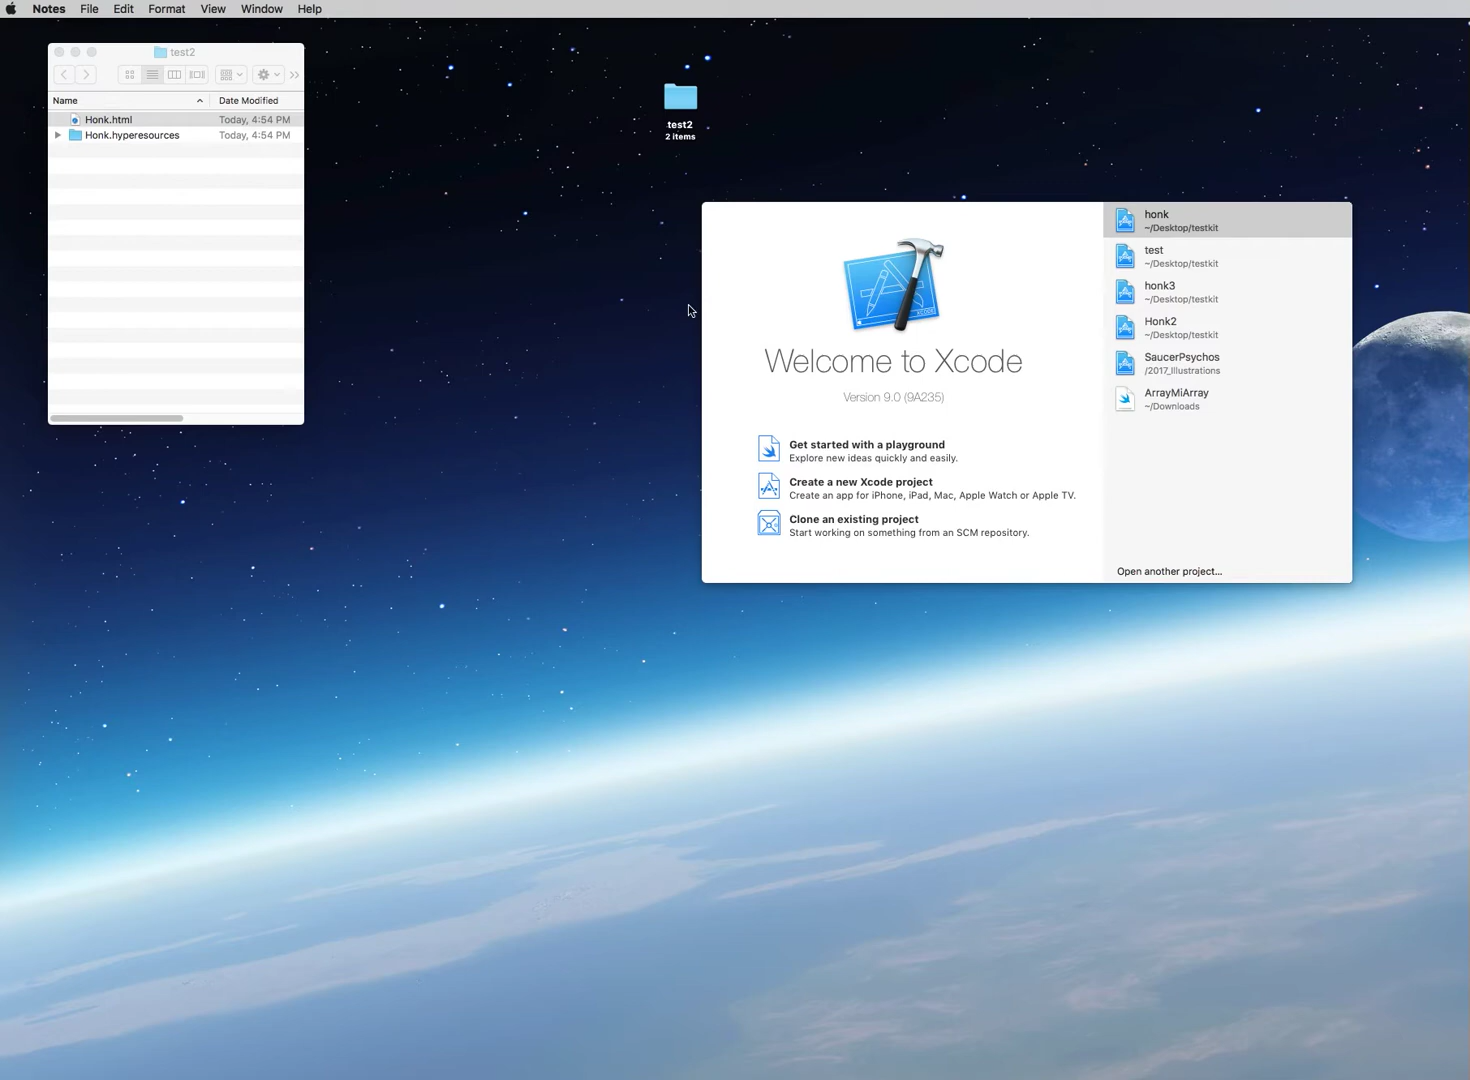 Notes File Edit Format View Window Help
test2
Name Date Modified
Honk.html Today, 4:54 PM
Honk.hyperesources Today, 4:54 PM
test2
2 items
Welcome to Xcode
Version 9.0 (9A235)
Get started with a playground
Explore new ideas quickly and easily.
Create a new Xcode project
Create an app for iPhone, iPad, Mac, Apple Watch or Apple TV.
Clone an existing project
Start working on something from an SCM repository.
honk
~/Desktop/testkit
test
~/Desktop/testkit
honk3
~/Desktop/testkit
Honk2
~/Desktop/testkit
SaucerPsychos
/2017_Illustrations
ArrayMiArray
~/Downloads
Open another project...